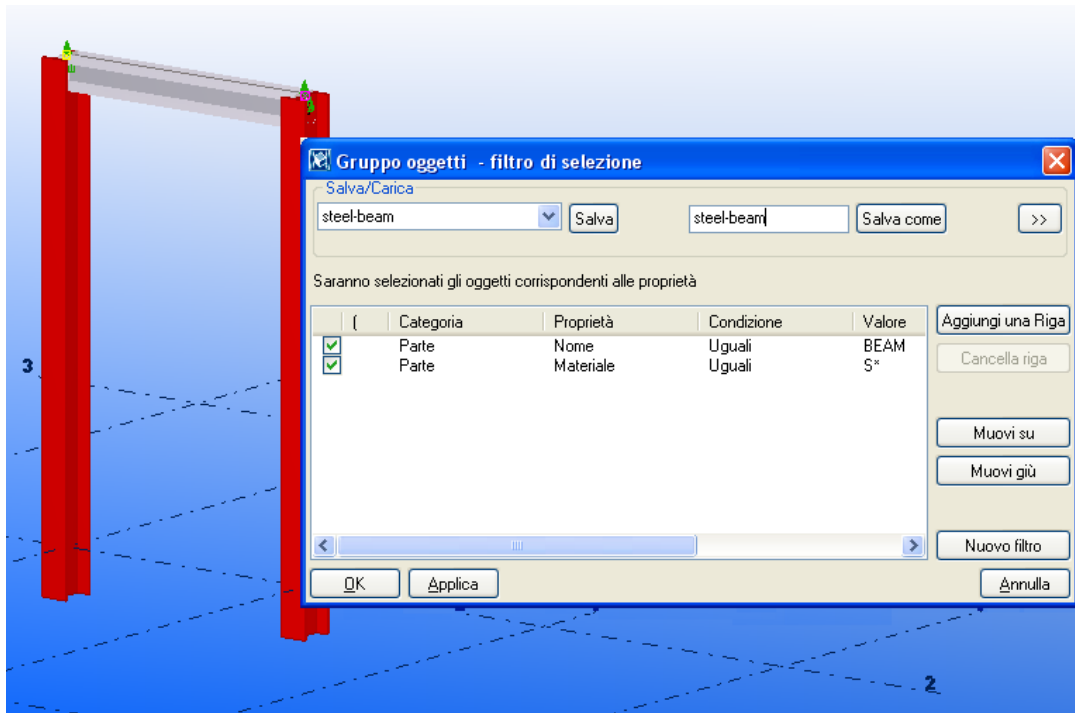 Gruppo oggetti - filtro di selezione
Salva/Carica
steel-beam Salva steel-beam Salva come >>
Saranno selezionati gli oggetti corrispondenti alle proprietà
( Categoria Proprietà Condizione Valore
Parte Nome Uguali BEAM
Parte Materiale Uguali S*
Aggiungi una Riga
Cancella riga
Muovi su
Muovi giù
Nuovo filtro
OK Applica Annulla
3
2